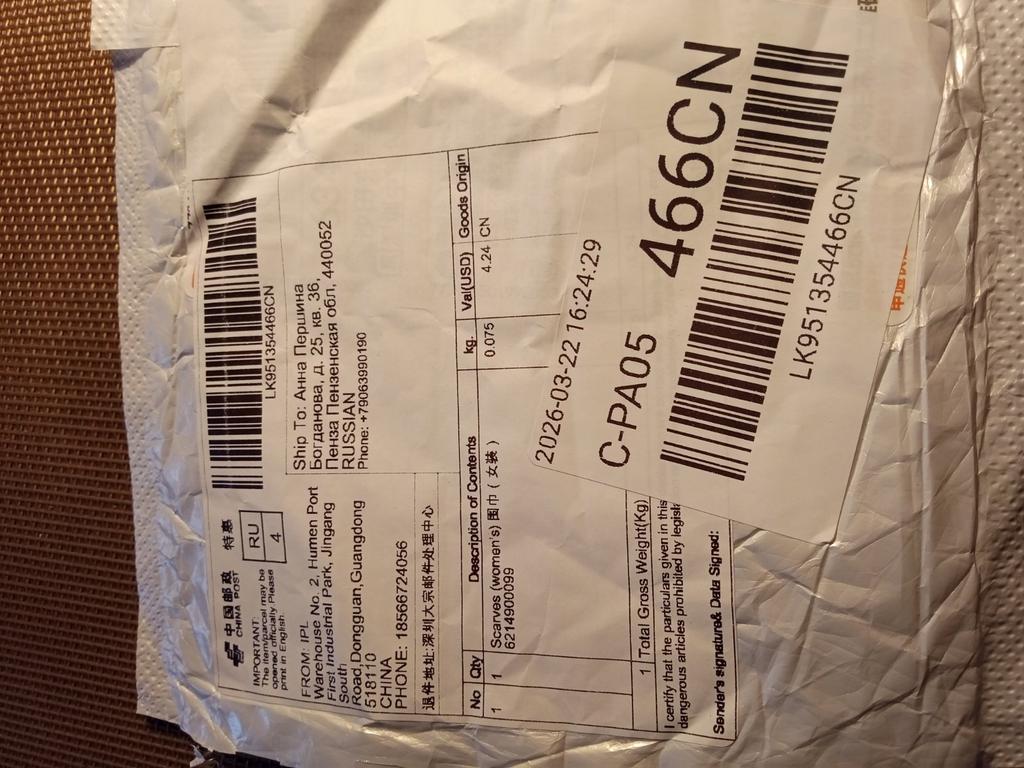 中国邮政
CHINA POST
特惠
IMPORTANT:
The item/parcel may be
opened officially.Please
print in English.
RU
4
LK951354466CN
FROM: IPL
Warehouse No. 2, Humen Port
First Industrial Park, Jingang
South
Road,Dongguan,Guangdong
518110
CHINA
PHONE: 18566724056
Ship To: Анна Першина
Богданова, д. 25, кв. 36,
Пенза Пензенская обл, 440052
RUSSIAN
Phone: +79063990190
退件地址:深圳大宗邮件处理中心
No Qty Description of Contents kg. Val(USD) Goods Origin
1 1 Scarves (women's) 围巾 ( 女装 ) 0.075 4.24 CN
6214900099
1 Total Gross Weight(Kg)
I certify that the particulars given in this
dangerous articles prohibited by legisl
Sender's signature& Data Signed:
2026-03-22 16:24:29
C-PA05 466CN
LK951354466CN